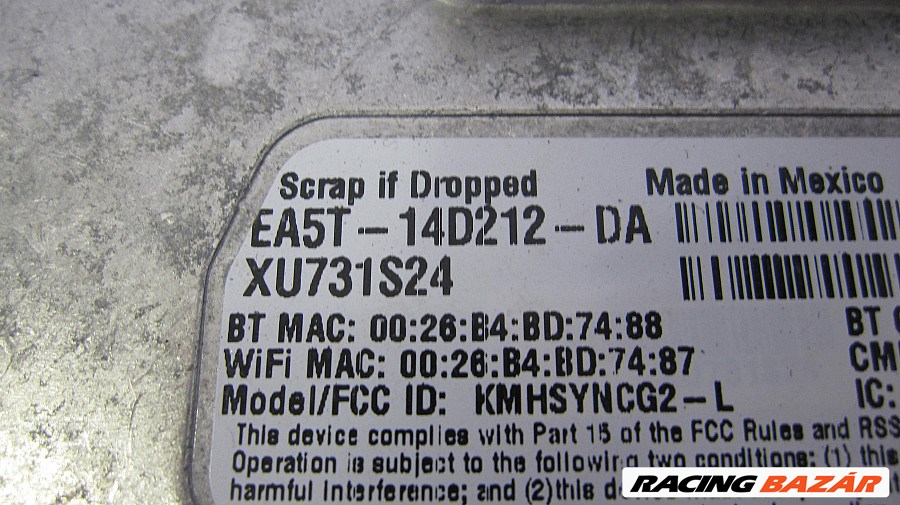 Scrap if Dropped Made in Mexico
EA5T-14D212-DA
XU731S24
BT MAC: 00:26:B4:BD:74:88 BT
WiFi MAC: 00:26:B4:BD:74:87
Model/FCC ID: KMHSYNCG2-L IC:
This device complies with Part 15 of the FCC Rules and RSS
Operation is subject to the following two conditions: (1) this
harmful interference; and (2)this
RACING BAZÁR